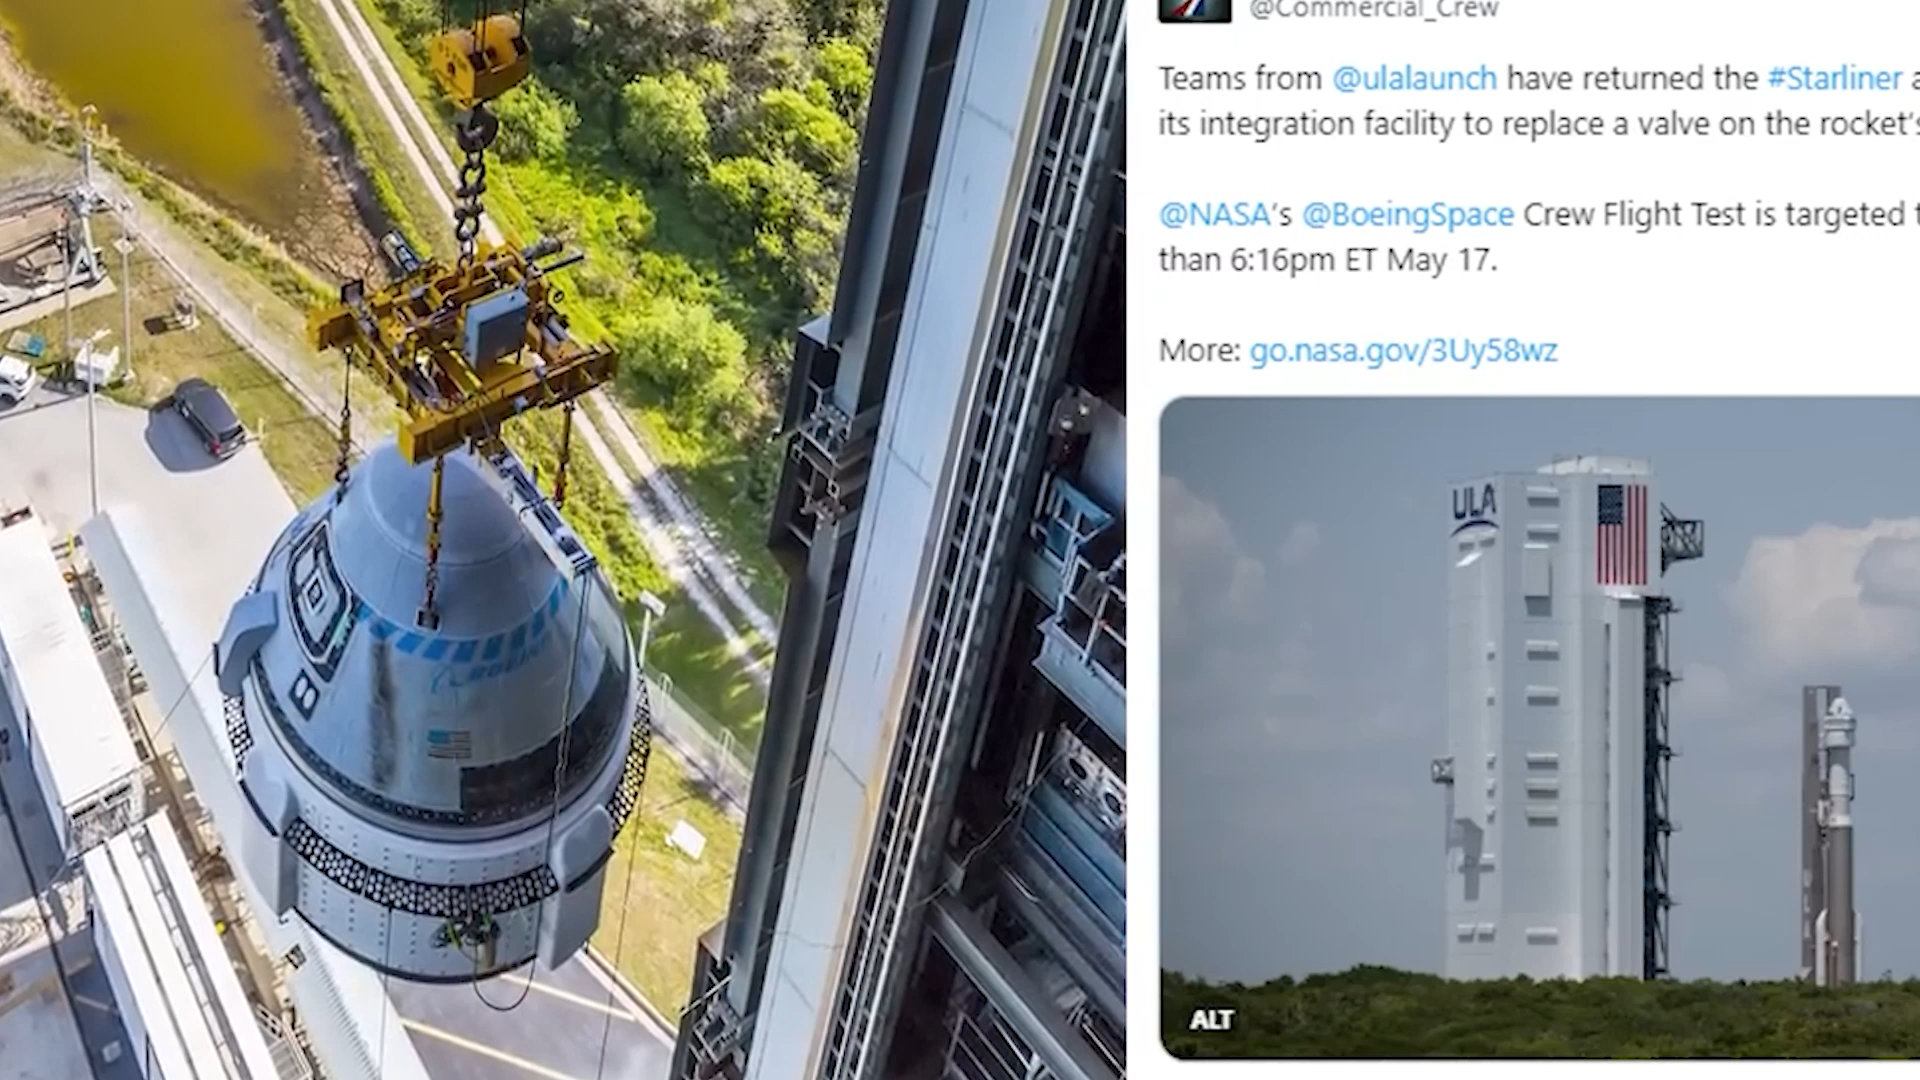 @Commercial_Crew
Teams from @ulalaunch have returned the #Starliner
its integration facility to replace a valve on the rocket's
@NASA's @BoeingSpace Crew Flight Test is targeted
than 6:16pm ET May 17.
More: go.nasa.gov/3Uy58wz
ULA
ALT